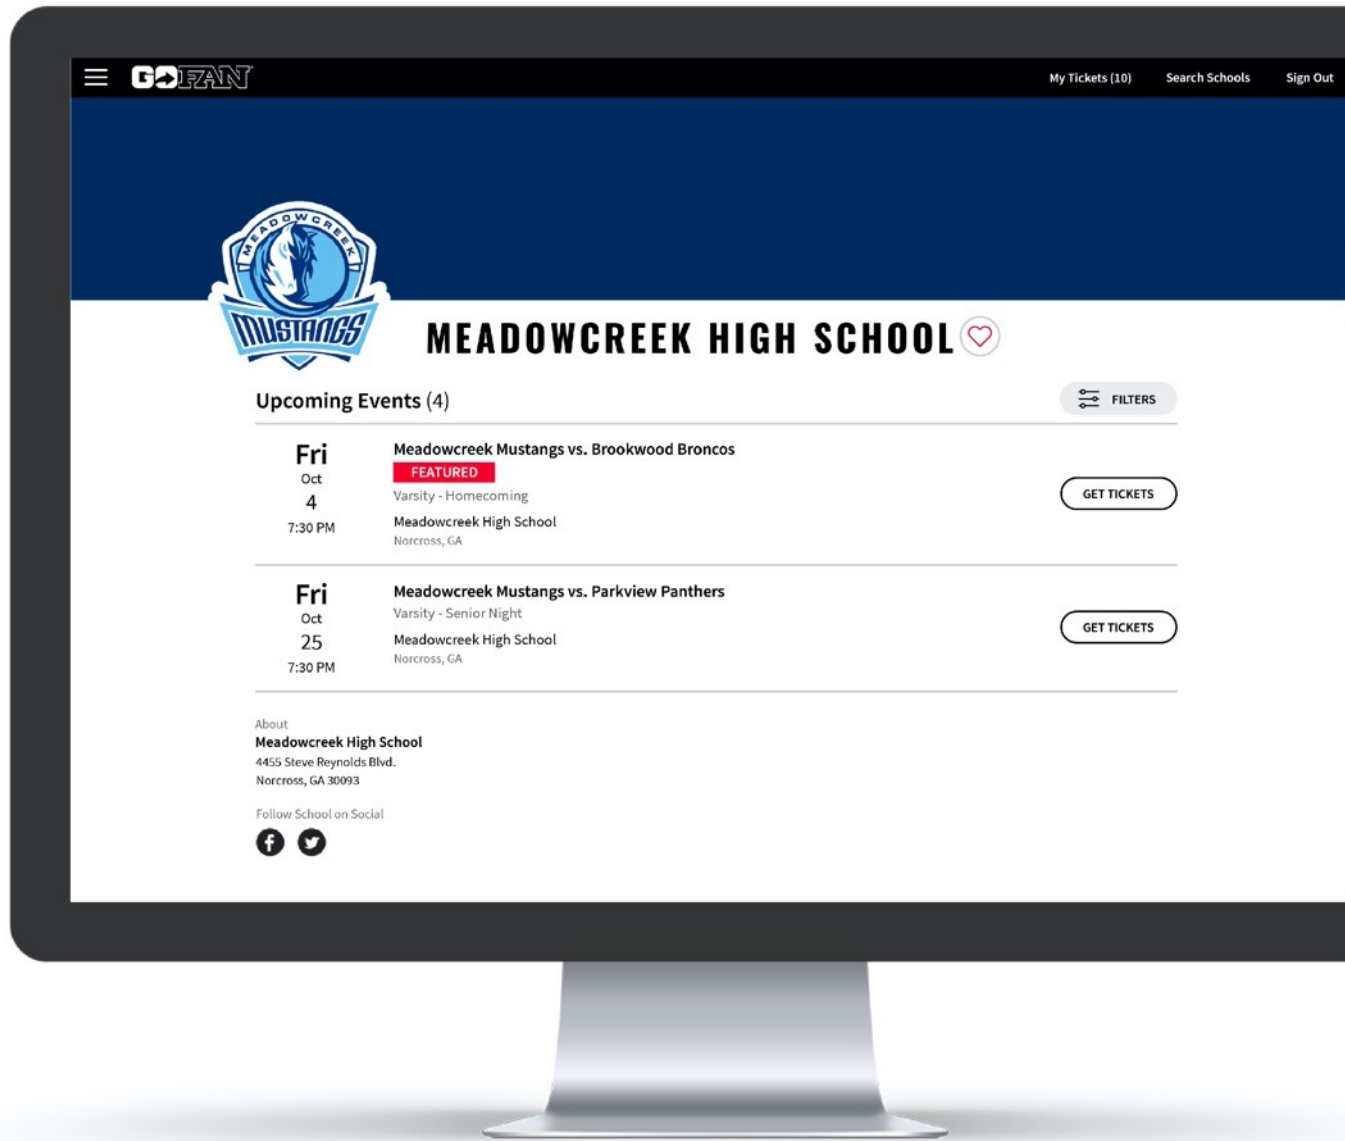 GOFAN
My Tickets (10)
Search Schools
Sign Out
MEADOWCREEK
MUSTANGS
MEADOWCREEK HIGH SCHOOL
Upcoming Events (4)
FILTERS
Fri
Oct
4
7:30 PM
Meadowcreek Mustangs vs. Brookwood Broncos
FEATURED
Varsity - Homecoming
Meadowcreek High School
Norcross, GA
GET TICKETS
Fri
Oct
25
7:30 PM
Meadowcreek Mustangs vs. Parkview Panthers
Varsity - Senior Night
Meadowcreek High School
Norcross, GA
GET TICKETS
About
Meadowcreek High School
4455 Steve Reynolds Blvd.
Norcross, GA 30093
Follow School on Social